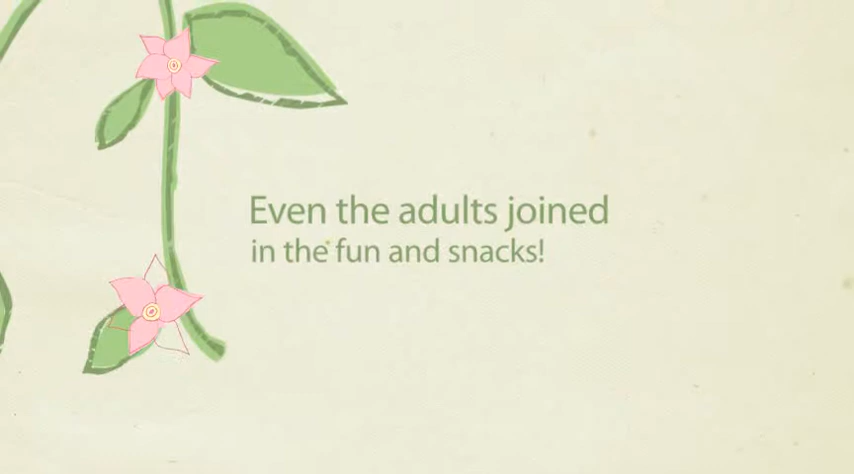 Even the adults joined
in the fun and snacks!